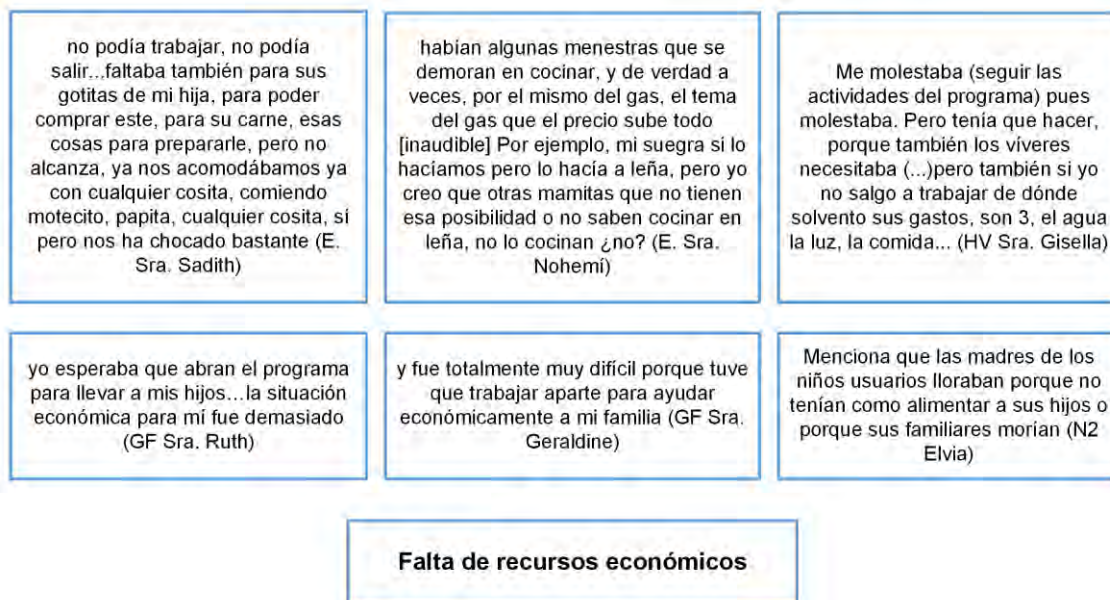 no podía trabajar, no podía
salir...faltaba también para sus
gotitas de mi hija, para poder
comprar este, para su carne, esas
cosas para prepararle, pero no
alcanza, ya nos acomodábamos ya
con cualquier cosita, comiendo
motecito, papita, cualquier cosita, sí
pero nos ha chocado bastante (E.
Sra. Sadith)
habían algunas menestras que se
demoran en cocinar, y de verdad a
veces, por el mismo del gas, el tema
del gas que el precio sube todo
[inaudible] Por ejemplo, mi suegra si lo
hacíamos pero lo hacía a leña, pero yo
creo que otras mamitas que no tienen
esa posibilidad o no saben cocinar en
leña, no lo cocinan ¿no? (E. Sra.
Nohemí)
Me molestaba (seguir las
actividades del programa) pues
molestaba. Pero tenía que hacer,
porque también los víveres
necesitaba (...)pero también si yo
no salgo a trabajar de dónde
solvento sus gastos, son 3, el agua
la luz, la comida... (HV Sra. Gisella)
yo esperaba que abran el programa
para llevar a mis hijos...la situación
económica para mí fue demasiado
(GF Sra. Ruth)
y fue totalmente muy difícil porque tuve
que trabajar aparte para ayudar
económicamente a mi familia (GF Sra.
Geraldine)
Menciona que las madres de los
niños usuarios lloraban porque no
tenían como alimentar a sus hijos o
porque sus familiares morían (N2
Elvia)
Falta de recursos económicos